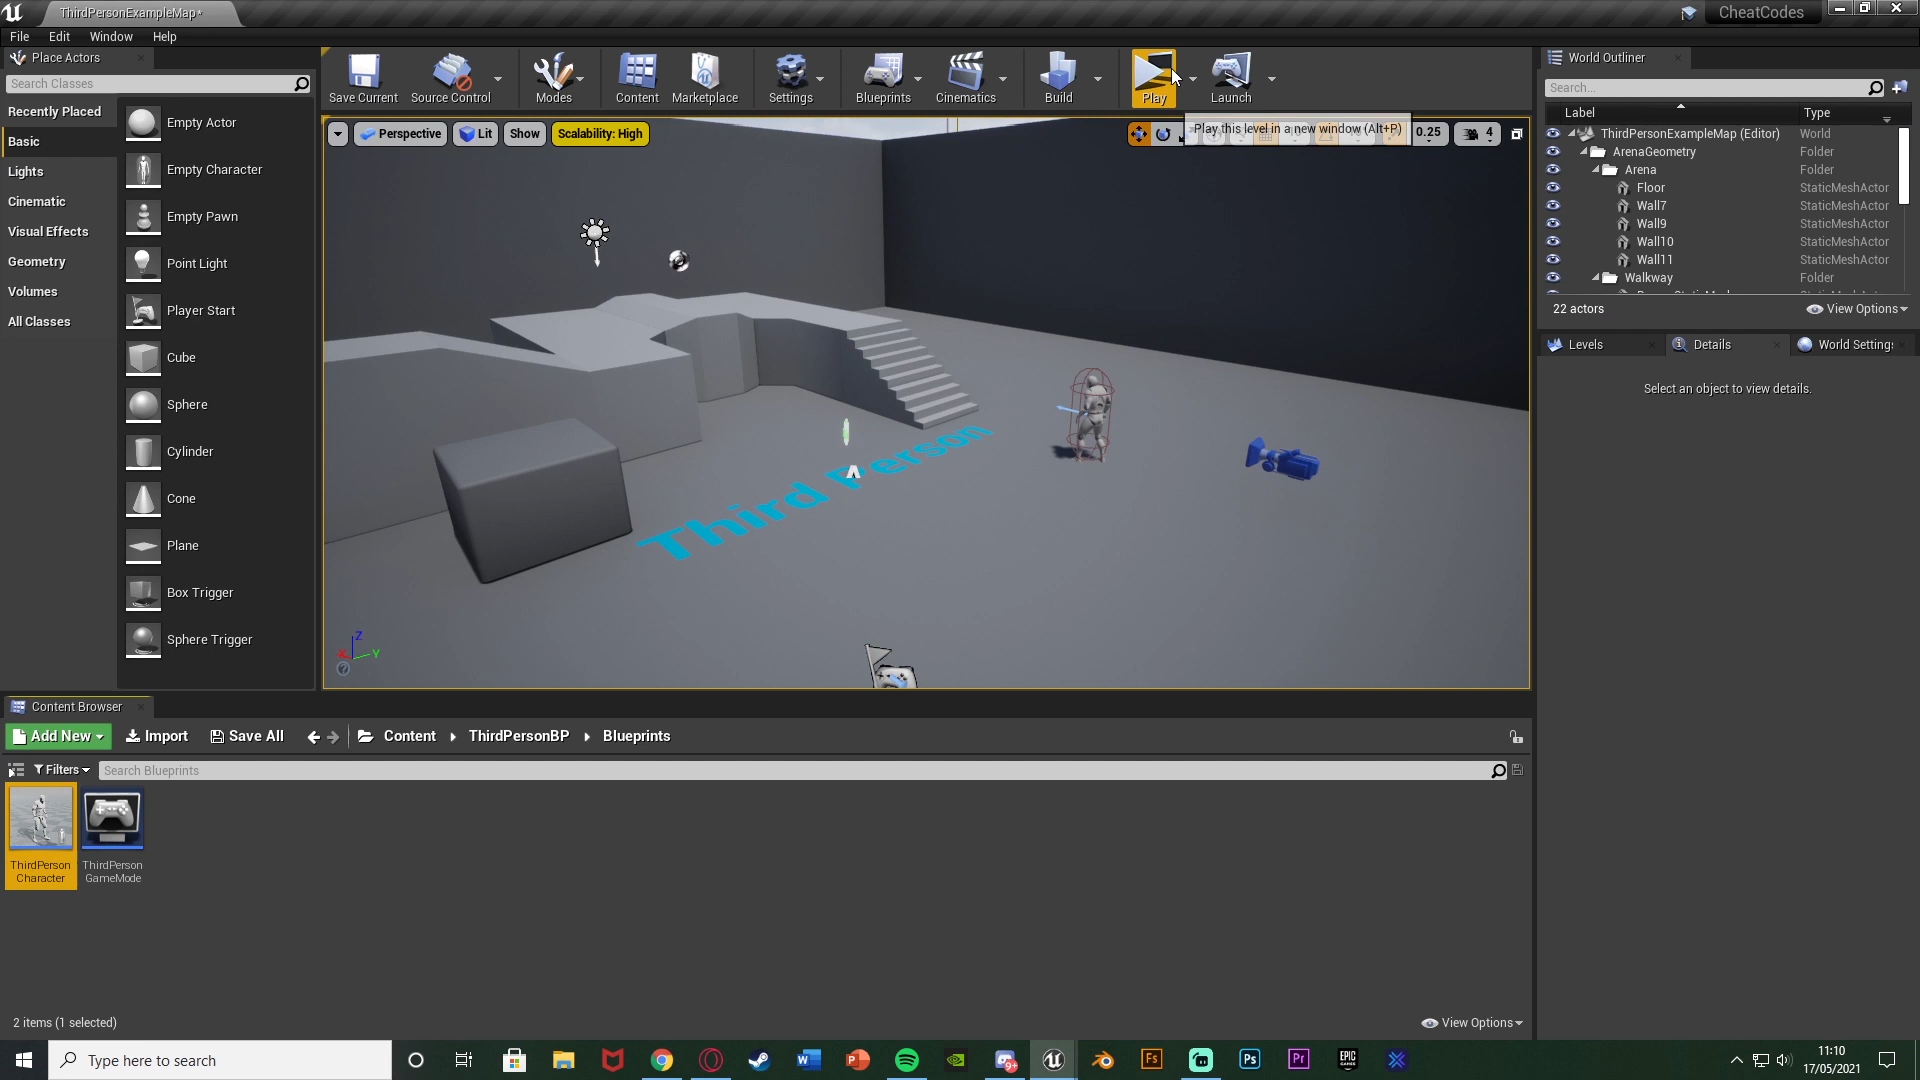 ThirdPersonExampleMap*
CheatCodes
File Edit Window Help
Place Actors
Search Classes
Recently Placed
Basic
Lights
Cinematic
Visual Effects
Geometry
Volumes
All Classes
Empty Actor
Empty Character
Empty Pawn
Point Light
Player Start
Cube
Sphere
Cylinder
Cone
Plane
Box Trigger
Sphere Trigger
Save Current
Source Control
Modes
Content
Marketplace
Settings
Blueprints
Cinematics
Build
Play
Launch
Perspective
Lit
Show
Scalability: High
Play this level in a new window (Alt+P)
0.25
4
Third Person
Z
X
Y
World Outliner
Search...
Label Type
ThirdPersonExampleMap (Editor) World
ArenaGeometry Folder
Arena Folder
Floor StaticMeshActor
Wall7 StaticMeshActor
Wall9 StaticMeshActor
Wall10 StaticMeshActor
Wall11 StaticMeshActor
Walkway Folder
22 actors
View Options
Levels
Details
World Settings
Select an object to view details.
Content Browser
Add New
Import
Save All
Content
ThirdPersonBP
Blueprints
Filters
Search Blueprints
ThirdPerson
Character
ThirdPerson
GameMode
2 items (1 selected)
View Options
Type here to search
9+
Fs
Ps
Pr
EPIC
GAMES
11:10
17/05/2021